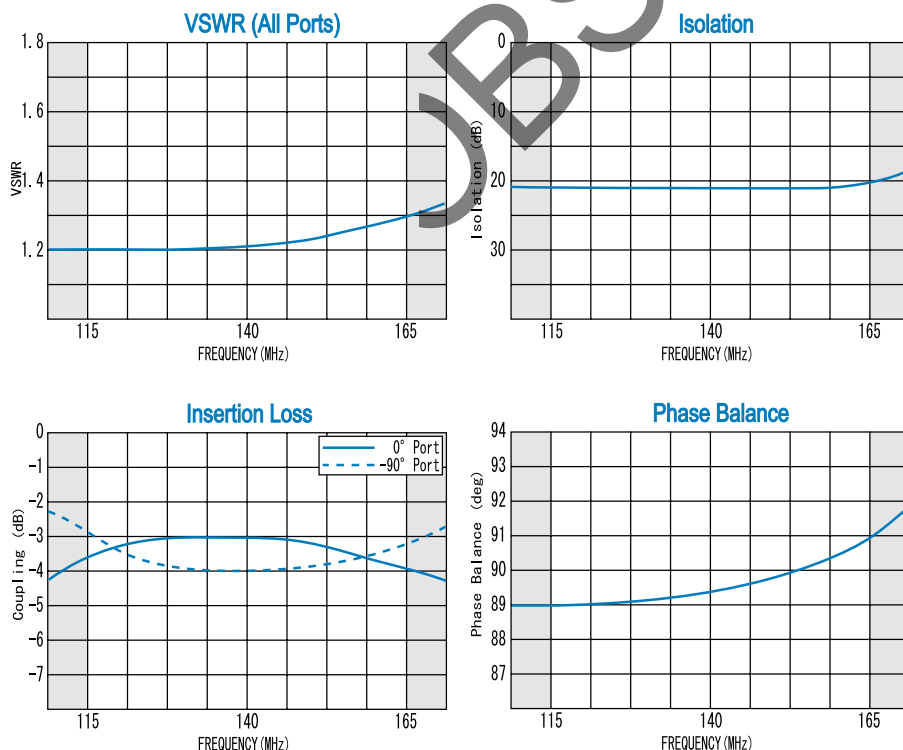 VSWR (All Ports)
1.8
1.6
1.4
1.2
VSWR
115 140 165
FREQUENCY(MHz)
Isolation
0
10
20
30
Isolation (dB)
115 140 165
FREQUENCY(MHz)
OBS
Insertion Loss
0
-1
-2
-3
-4
-5
-6
-7
Coupling (dB)
0° Port
-90° Port
115 140 165
FREQUENCY(MHz)
Phase Balance
94
93
92
91
90
89
88
87
Phase Balance (deg)
115 140 165
FREQUENCY(MHz)